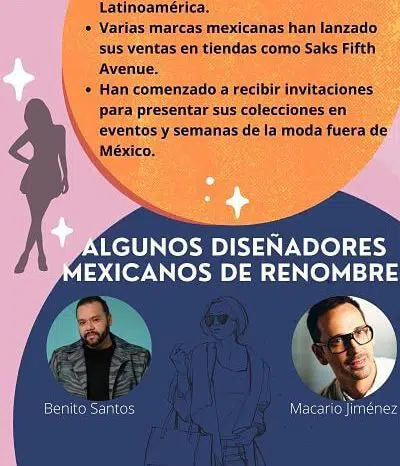 Latinoamérica.
• Varias marcas mexicanas han lanzado
sus ventas en tiendas como Saks Fifth
Avenue.
• Han comenzado a recibir invitaciones
para presentar sus colecciones en
eventos y semanas de la moda fuera de
México.
ALGUNOS DISEÑADORES
MEXICANOS DE RENOMBRE
Benito Santos
Macario Jiménez